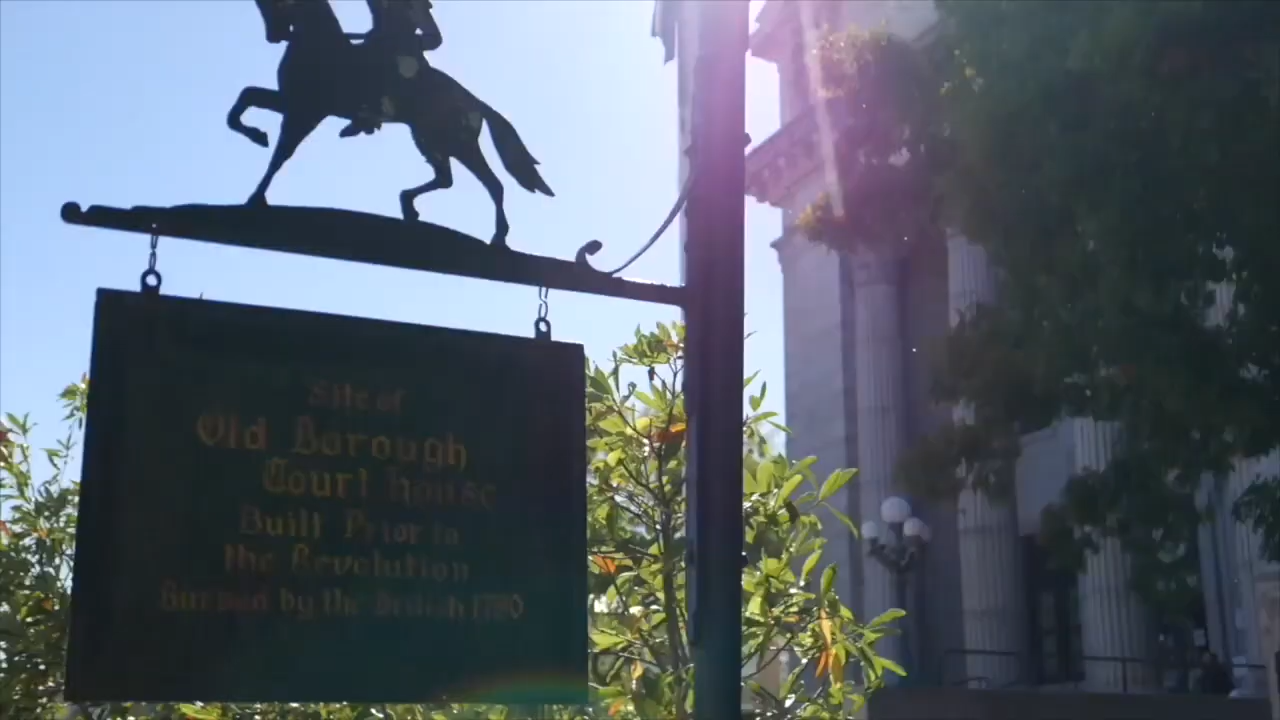 Site of
Old Borough
Court house
Built Prior to
the Revolution
Burned by the British 1780